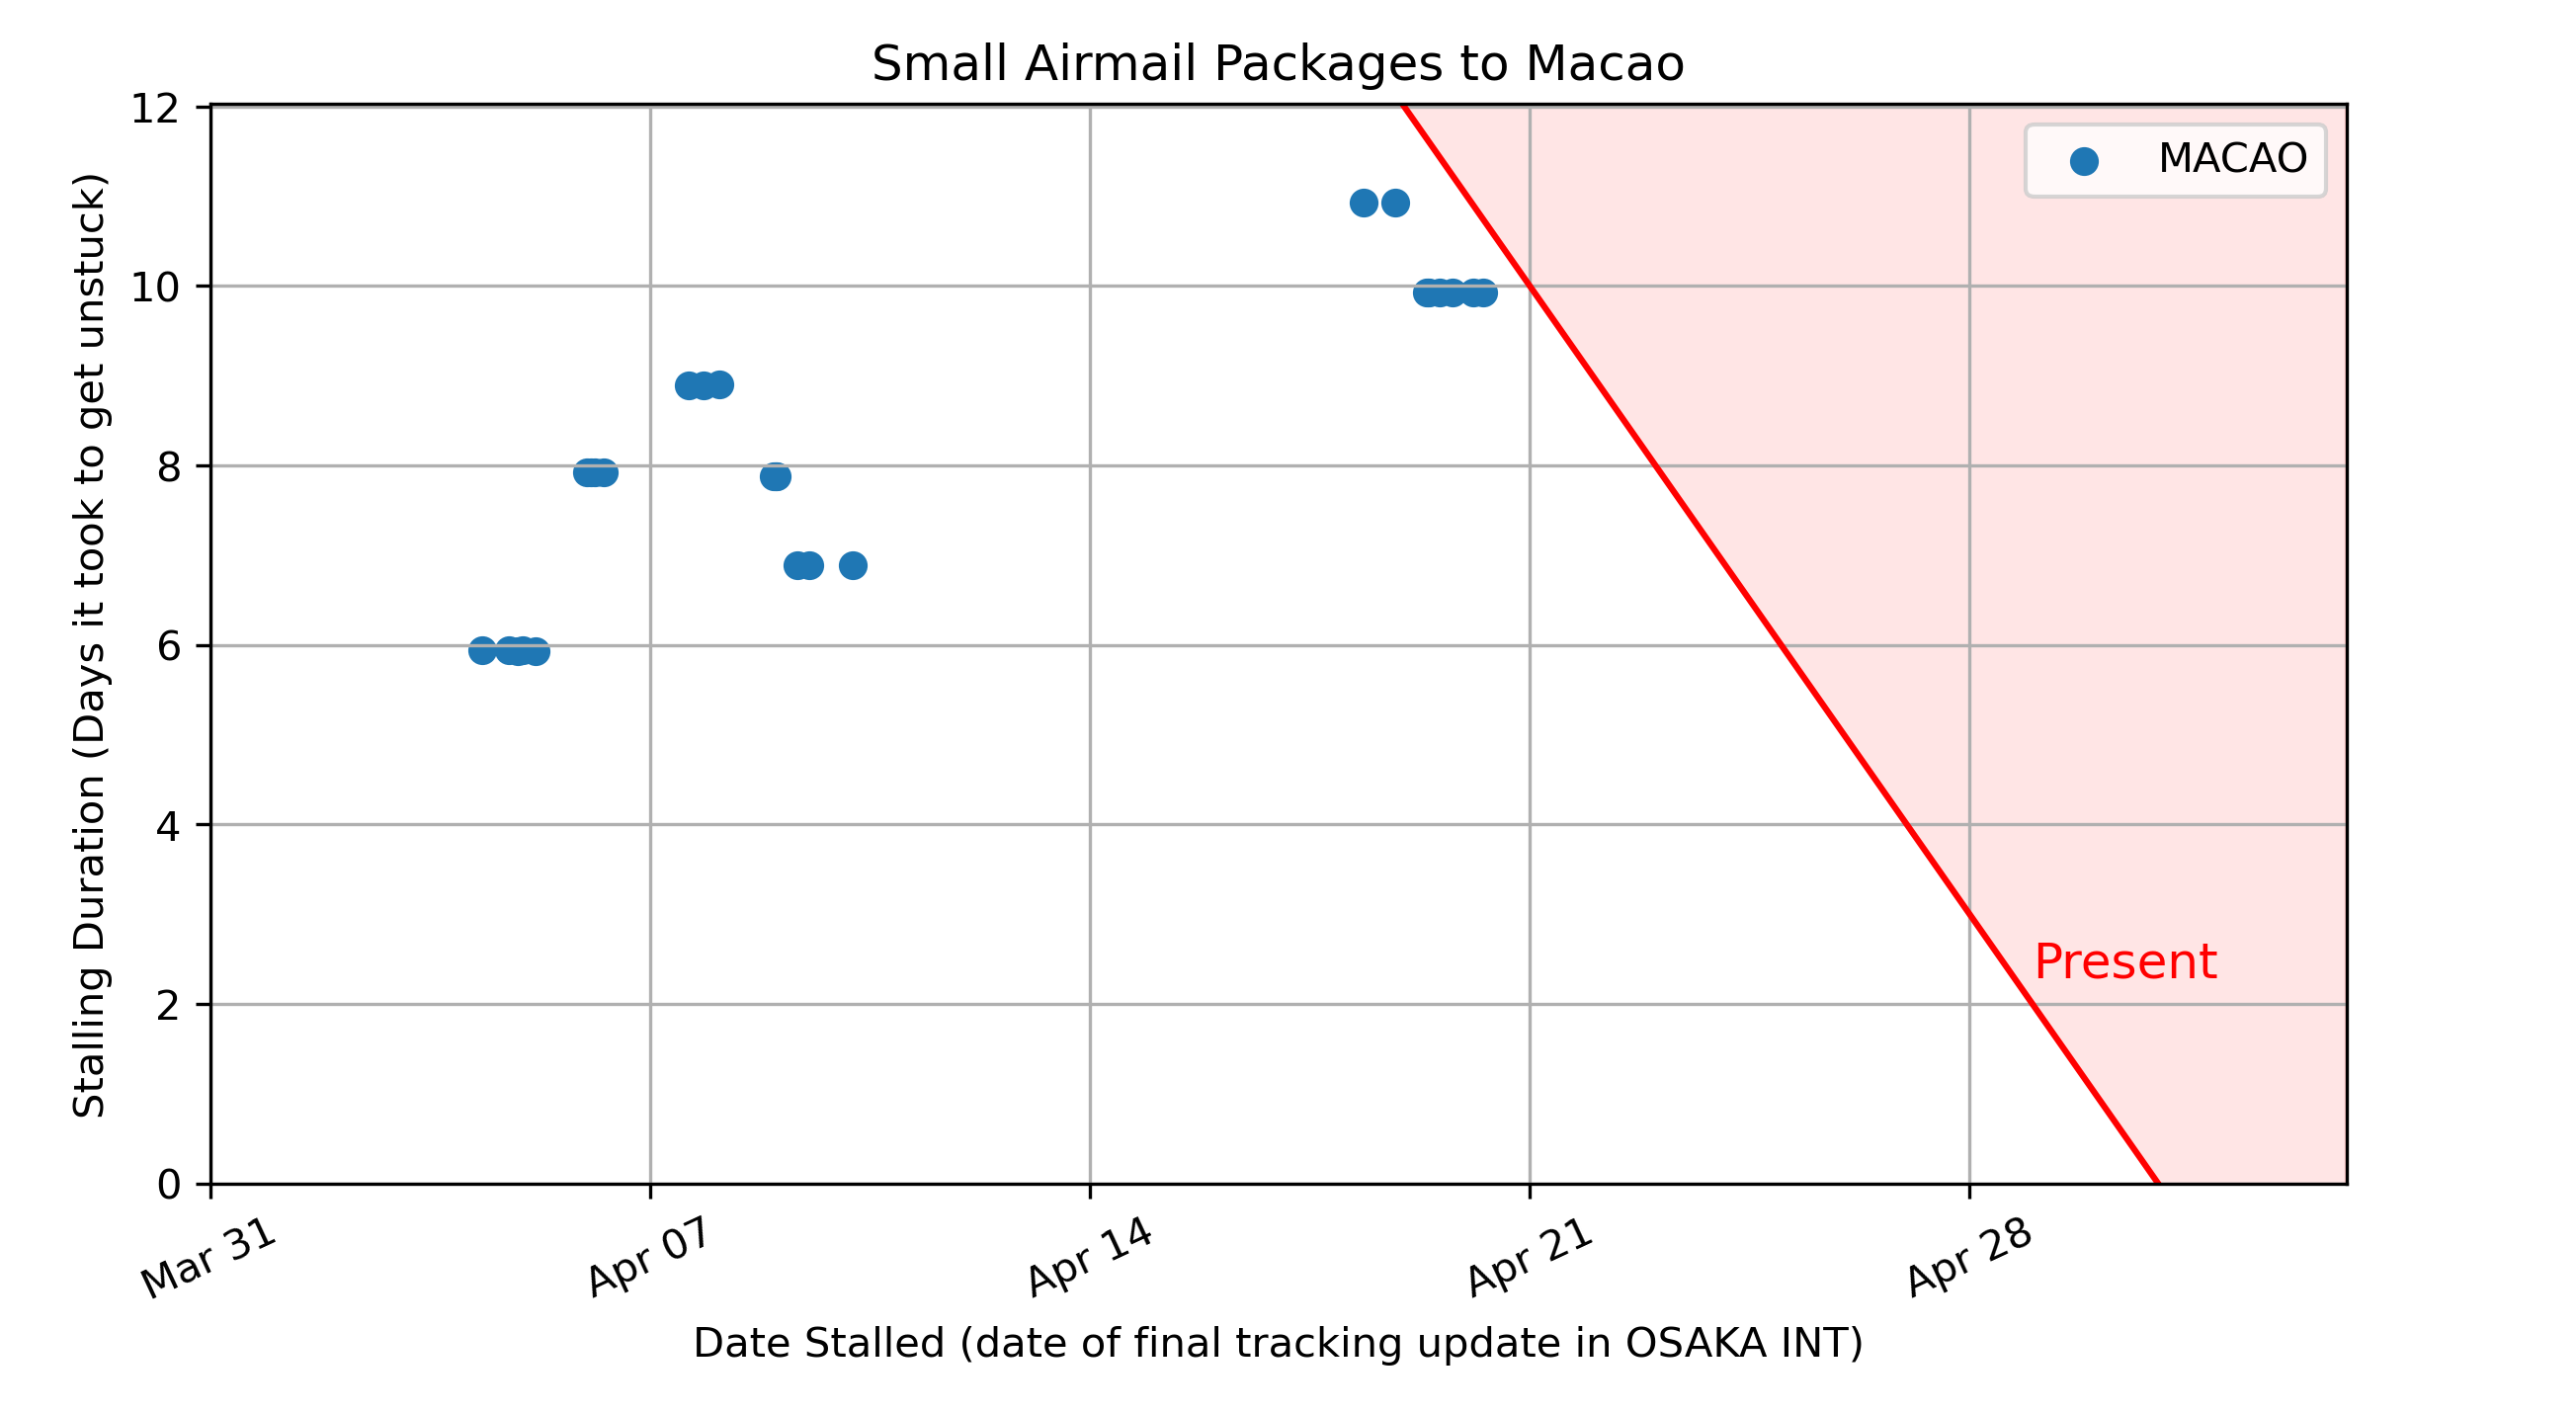 Small Airmail Packages to Macao
Stalling Duration (Days it took to get unstuck)
12
10
8
6
4
2
0
MACAO
Present
Mar 31
Apr 07
Apr 14
Apr 21
Apr 28
Date Stalled (date of final tracking update in OSAKA INT)